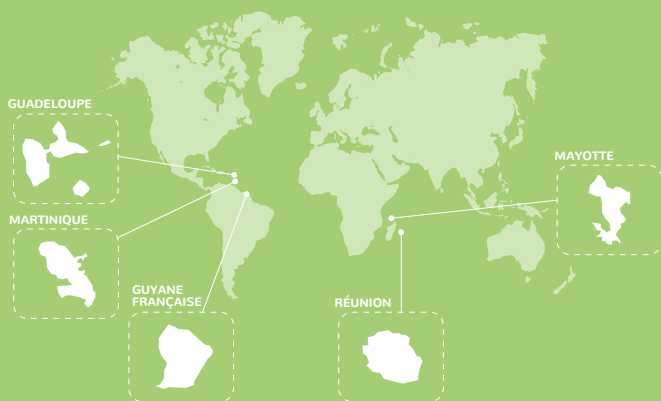 GUADELOUPE
MAYOTTE
MARTINIQUE
GUYANE
FRANÇAISE
RÉUNION